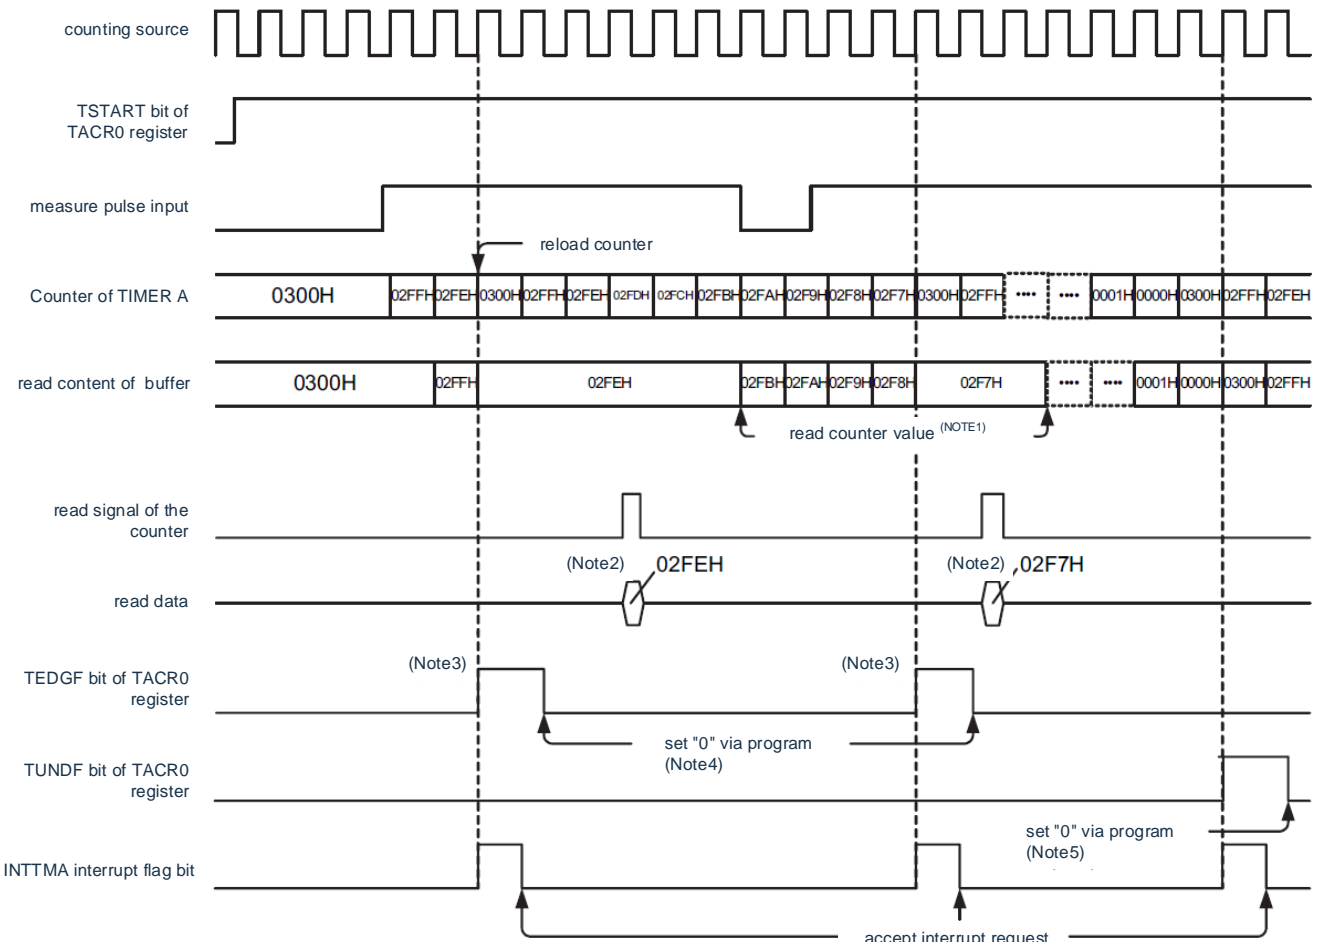 counting source
TSTART bit of
TACR0 register
measure pulse input
reload counter
Counter of TIMER A
0300H 02FFH 02FEH 0300H 02FFH 02FEH 02FDH 02FCH 02FBH 02FAH 02F9H 02F8H 02F7H 0300H 02FFH •••• •••• 0001H 0000H 0300H 02FFH 02FEH
read content of buffer
0300H 02FFH 02FEH 02FBH 02FAH 02F9H 02F8H 02F7H •••• •••• 0001H 0000H 0300H 02FFH
read counter value (NOTE1)
read signal of the
counter
(Note2) 02FEH (Note2) 02F7H
read data
(Note3) (Note3)
TEDGF bit of TACR0
register
set "0" via program
(Note4)
TUNDF bit of TACR0
register
set "0" via program
(Note5)
INTTMA interrupt flag bit
accept interrupt request